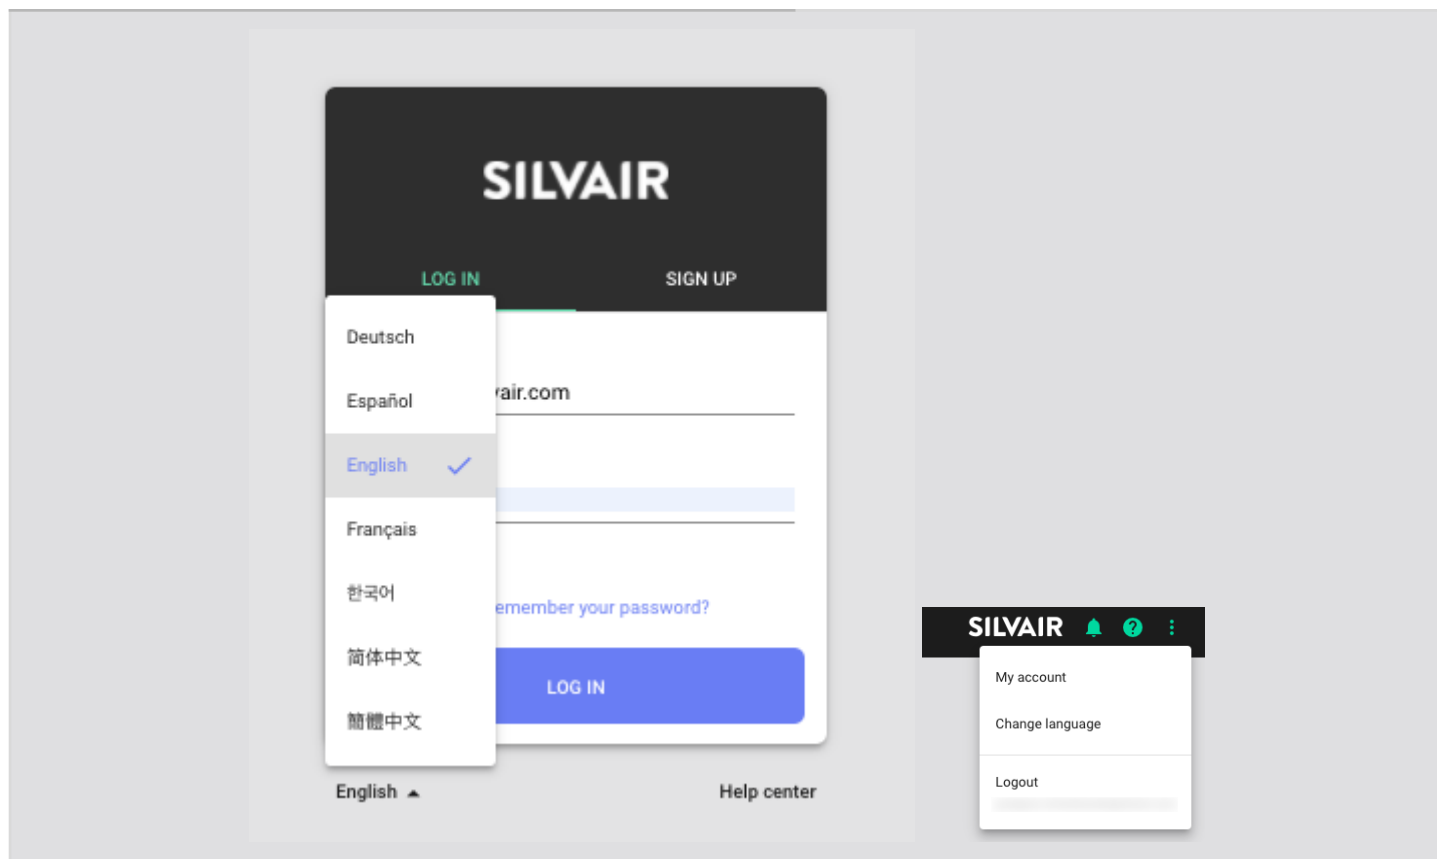 SILVAIR
LOG IN
SIGN UP
Deutsch
Español
English
Français
한국어
简体中文
簡體中文
vair.com
emember your password?
LOG IN
English
Help center
SILVAIR
My account
Change language
Logout